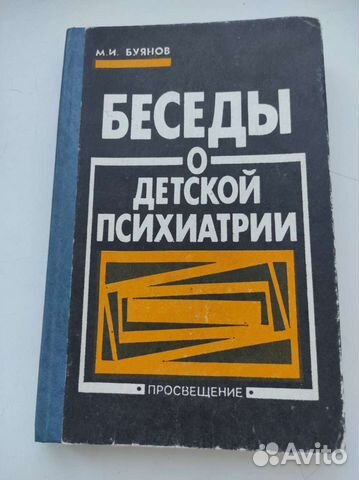 М.И. БУЯНОВ
БЕСЕДЫ
О
ДЕТСКОЙ
ПСИХИАТРИИ
• ПРОСВЕЩЕНИЕ •
Avito